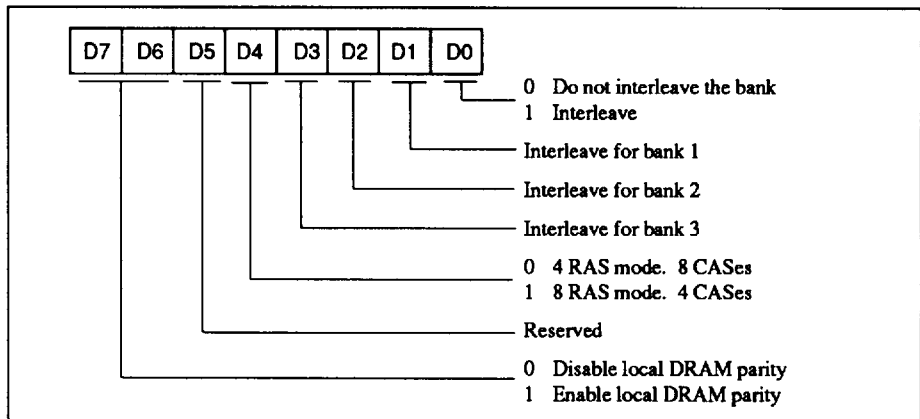 D7 D6 D5 D4 D3 D2 D1 D0
0 Do not interleave the bank
1 Interleave
Interleave for bank 1
Interleave for bank 2
Interleave for bank 3
0 4 RAS mode. 8 CASes
1 8 RAS mode. 4 CASes
Reserved
0 Disable local DRAM parity
1 Enable local DRAM parity